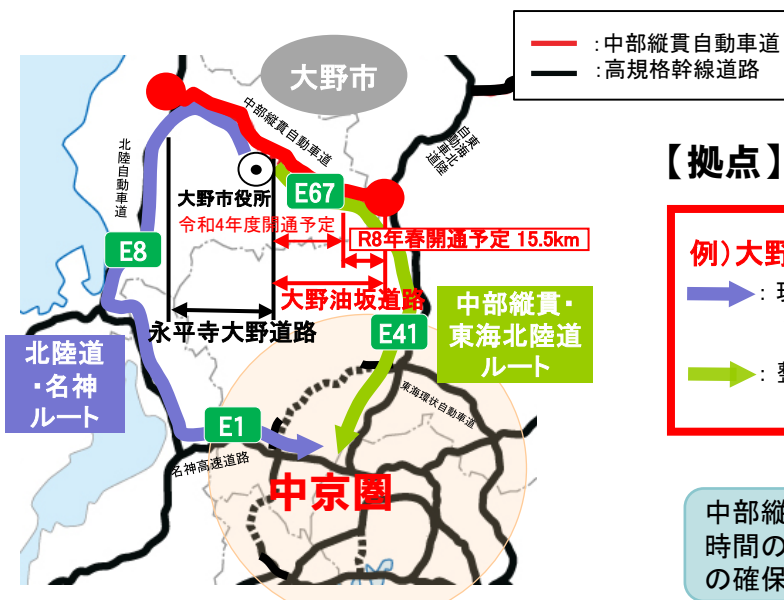 ：中部縦貫自動車道
：高規格幹線道路
大野市
中部縦貫自動車道
東海北陸自動車道
北陸自動車道
大野市役所
E67
令和4年度開通予定
R8年春開通予定 15.5km
E8
大野油坂道路
永平寺大野道路
中部縦貫・
東海北陸道
ルート
E41
北陸道
・名神
ルート
東海環状自動車道
E1
名神高速道路
中京圏
【拠点】
例）大野
：
：整
中部縦
時間の
の確保